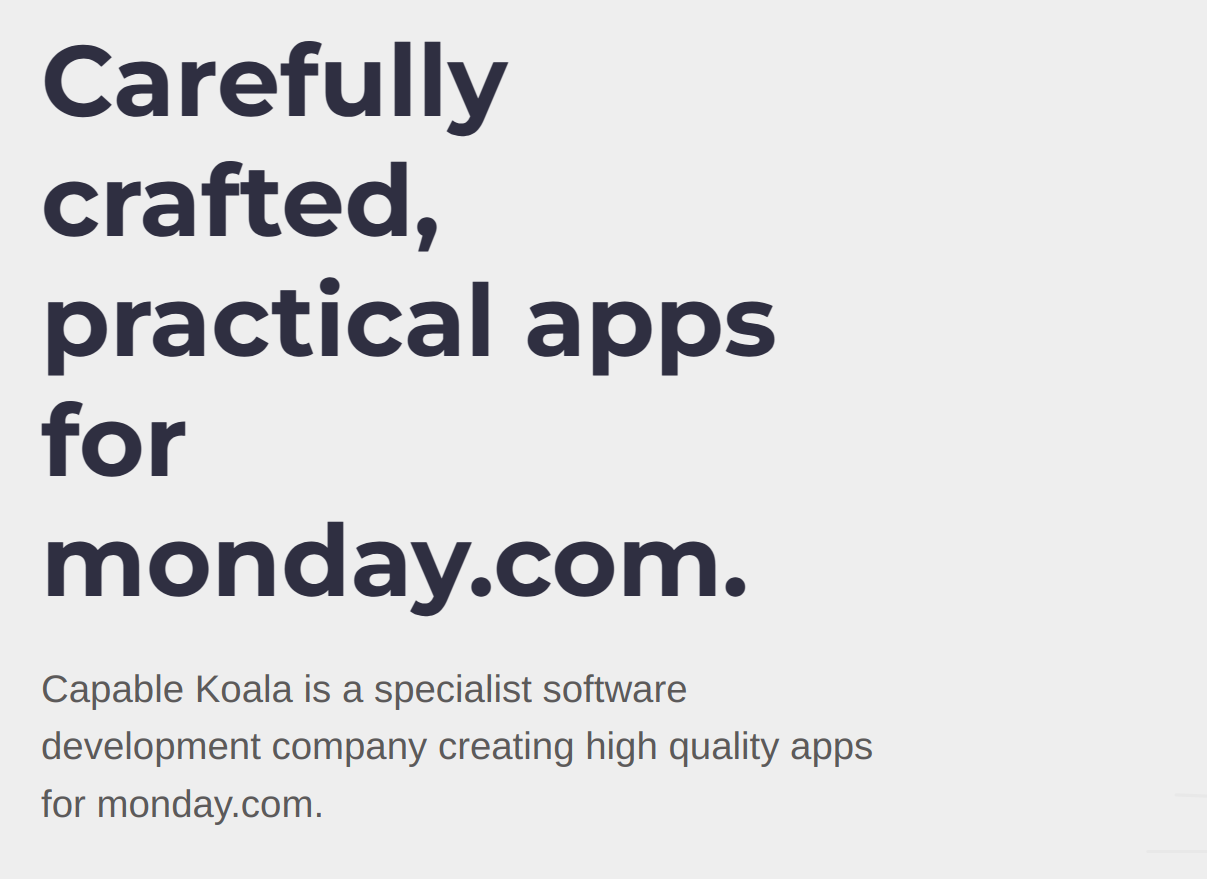 Carefully
crafted,
practical apps
for
monday.com.
Capable Koala is a specialist software
development company creating high quality apps
for monday.com.